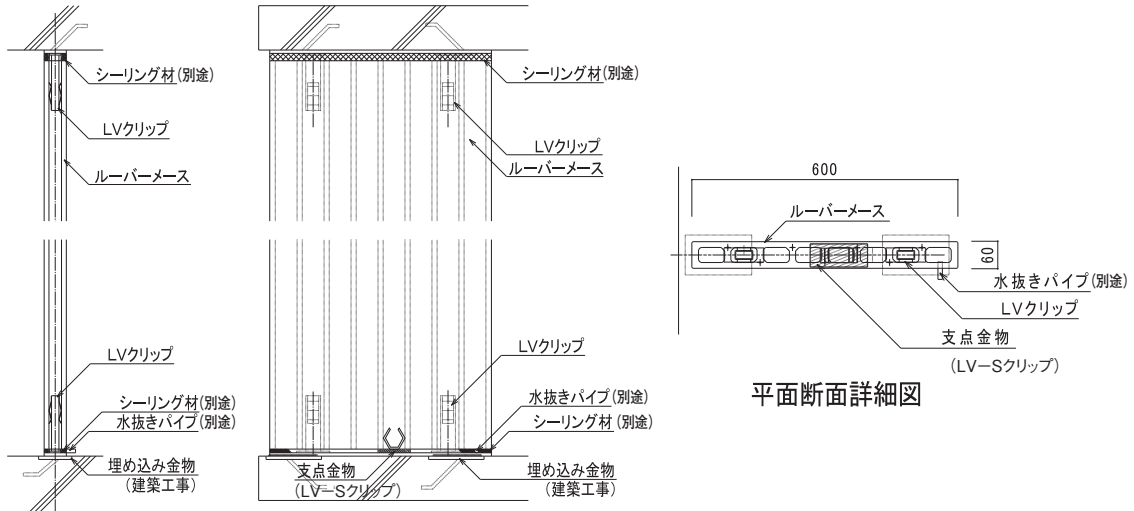 シーリング材(別途)
LVクリップ
ルーバーメース
LVクリップ
シーリング材(別途)
水抜きパイプ(別途)
埋め込み金物
(建築工事)
シーリング材(別途)
LVクリップ
ルーバーメース
LVクリップ
水抜きパイプ(別途)
シーリング材(別途)
支点金物
(LV−Sクリップ)
埋め込み金物
(建築工事)
600
ルーバーメース
60
水抜きパイプ(別途)
LVクリップ
支点金物
(LV−Sクリップ)
平面断面詳細図